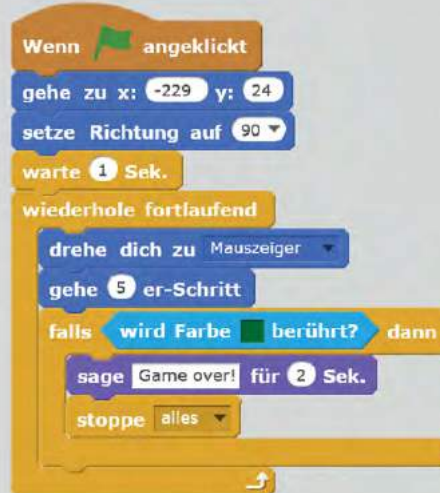 Wenn angeklickt
gehe zu x: -229 y: 24
setze Richtung auf 90
warte 1 Sek.
wiederhole fortlaufend
drehe dich zu Mauszeiger
gehe 5 er-Schritt
falls wird Farbe berührt? dann
sage Game over! für 2 Sek.
stoppe alles